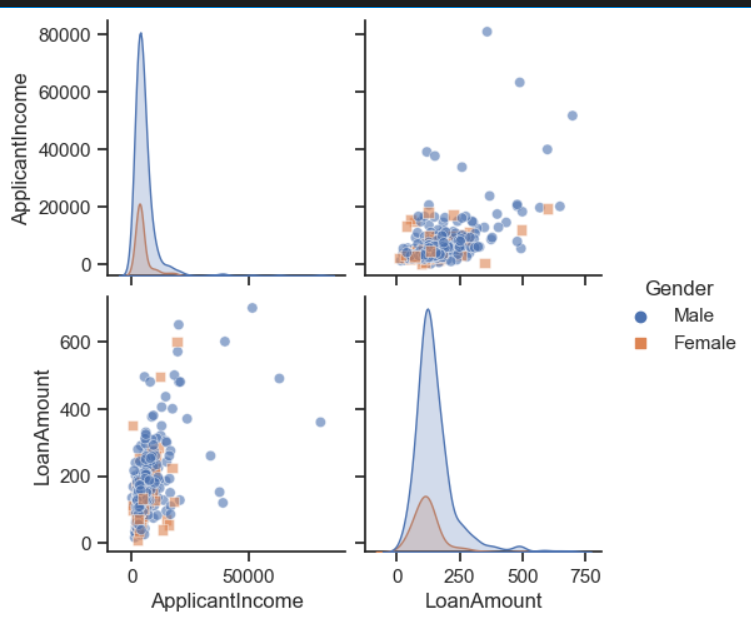 80000
60000
40000
20000
0
ApplicantIncome
Gender
Male
Female
600
400
200
0
LoanAmount
0 50000
ApplicantIncome
0 250 500 750
LoanAmount